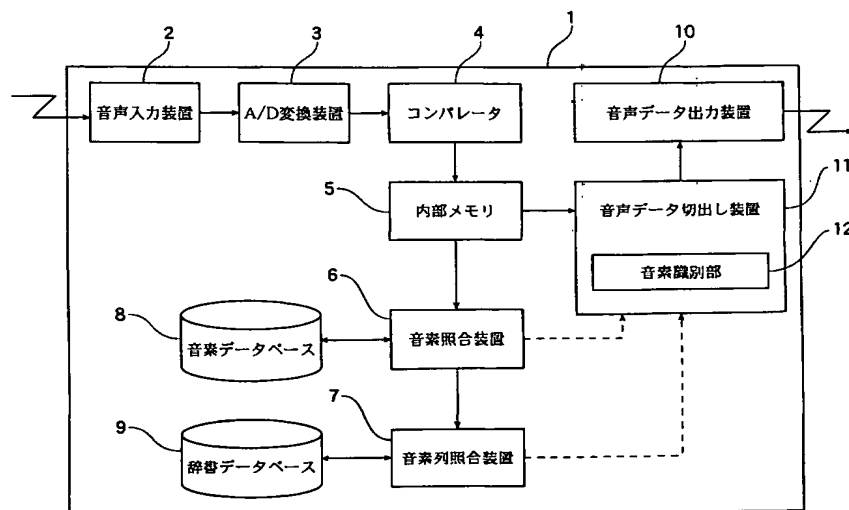 2
3
4
1
10
音声入力装置
A/D変換装置
コンパレータ
音声データ出力装置
5
内部メモリ
音声データ切出し装置
11
音素識別部
12
6
8
音素データベース
音素照合装置
7
9
辞書データベース
音素列照合装置